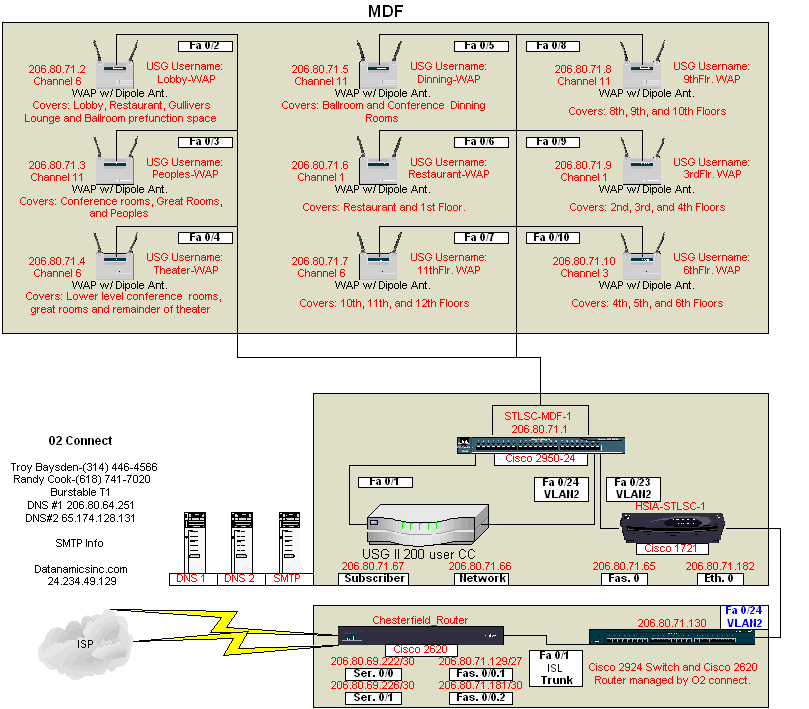 MDF
Fa 0/2
206.80.71.2
Channel 6
USG Username:
Lobby-WAP
WAP w/ Dipole Ant.
Covers: Lobby, Restaurant, Gullivers
Lounge and Ballroom prefunction space
Fa 0/5
206.80.71.5
Channel 11
USG Username:
Dinning-WAP
WAP w/ Dipole Ant.
Covers: Ballroom and Conference Dinning
Rooms
Fa 0/8
206.80.71.8
Channel 11
USG Username:
9thFlr. WAP
WAP w/ Dipole Ant.
Covers: 8th, 9th, and 10th Floors
Fa 0/3
206.80.71.3
Channel 11
USG Username:
Peoples-WAP
WAP w/ Dipole Ant.
Covers: Conference rooms, Great Rooms,
and Peoples
Fa 0/6
206.80.71.6
Channel 1
USG Username:
Restaurant-WAP
WAP w/ Dipole Ant.
Covers: Restaurant and 1st Floor.
Fa 0/9
206.80.71.9
Channel 1
USG Username:
3rdFlr. WAP
WAP w/ Dipole Ant.
Covers: 2nd, 3rd, and 4th Floors
Fa 0/4
206.80.71.4
Channel 6
USG Username:
Theater-WAP
WAP w/ Dipole Ant.
Covers: Lower level conference rooms,
great rooms and remainder of theater
Fa 0/7
206.80.71.7
Channel 6
USG Username:
11thFlr. WAP
WAP w/ Dipole Ant.
Covers: 10th, 11th, and 12th Floors
Fa 0/10
206.80.71.10
Channel 3
USG Username:
6thFlr. WAP
WAP w/ Dipole Ant.
Covers: 4th, 5th, and 6th Floors
STLSC-MDF-1
206.80.71.1
Cisco 2950-24
Fa 0/1
Fa 0/24
VLAN2
Fa 0/23
VLAN2
HSIA-STLSC-1
Cisco 1721
USG II 200 user CC
206.80.71.67
Subscriber
206.80.71.66
Network
206.80.71.65
Fas. 0
206.80.71.182
Eth. 0
02 Connect
Troy Baysden-(314) 446-4566
Randy Cook-(618) 741-7020
Burstable T1
DNS #1 206.80.64.251
DNS#2 65.174.128.131
SMTP Info
Datanamicsinc.com
24.234.49.129
DNS 1
DNS 2
SMTP
ISP
Chesterfield_Router
Cisco 2620
206.80.69.222/30
Ser. 0/0
206.80.69.226/30
Ser. 0/1
206.80.71.129/27
Fas. 0/0.1
206.80.71.181/30
Fas. 0/0.2
Fa 0/1
ISL
Trunk
206.80.71.130
Fa 0/24
VLAN2
Cisco 2924 Switch and Cisco 2620
Router managed by O2 connect.